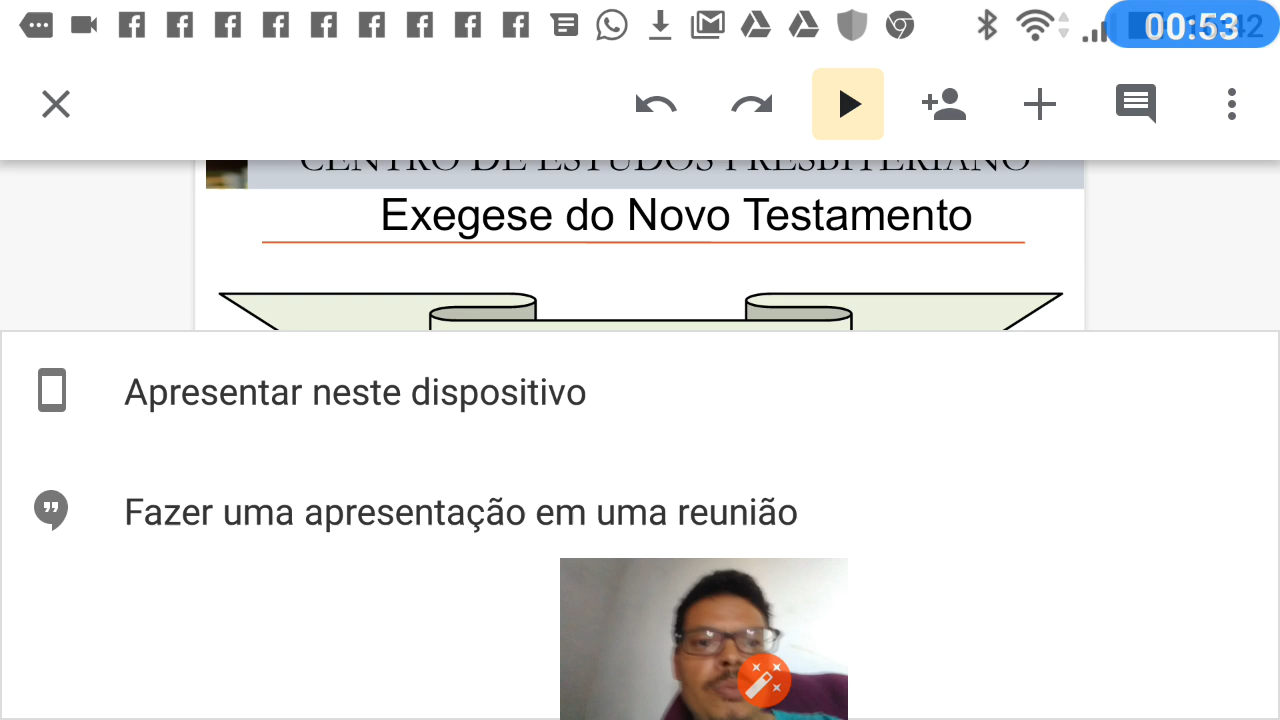 00:53
42
CENTRO DE ESTUDOS PRESBITERIANO
Exegese do Novo Testamento
Apresentar neste dispositivo
Fazer uma apresentação em uma reunião